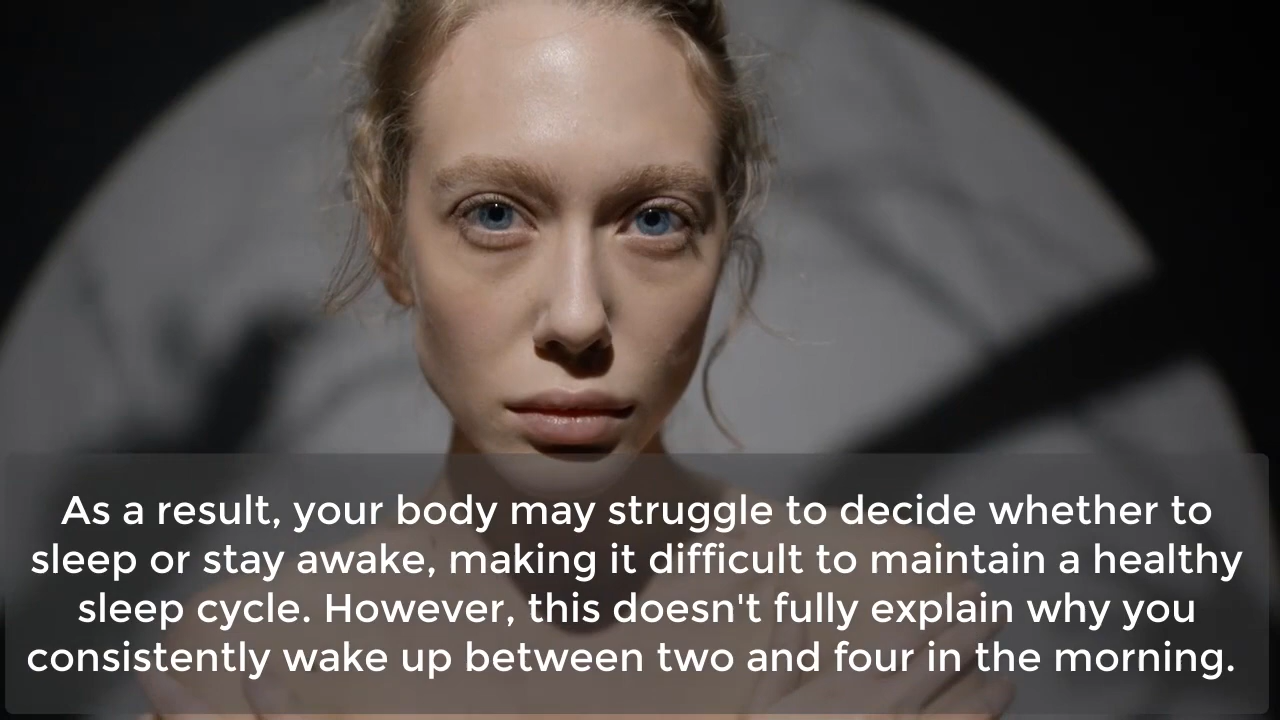 As a result, your body may struggle to decide whether to
sleep or stay awake, making it difficult to maintain a healthy
sleep cycle. However, this doesn't fully explain why you
consistently wake up between two and four in the morning.